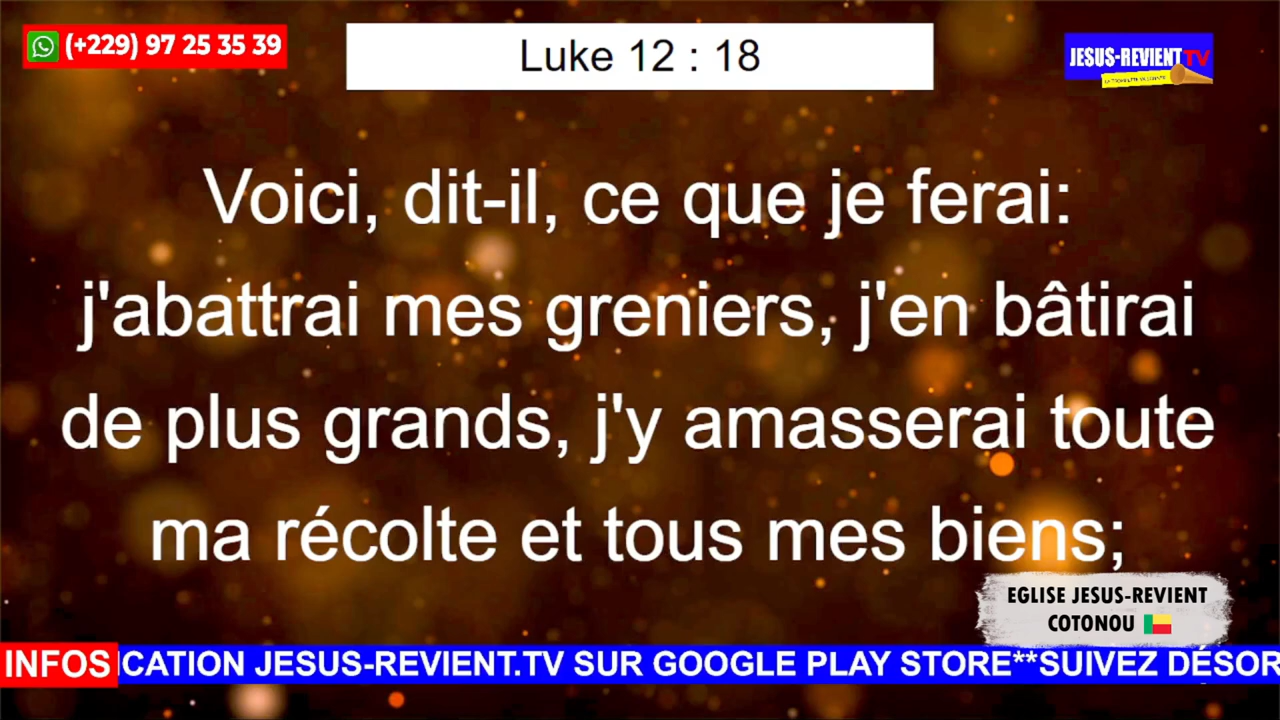 (+229) 97 25 35 39
Luke 12 : 18
JESUS-REVIENT TV
Voici, dit-il, ce que je ferai:
j'abattrai mes greniers, j'en bâtirai
de plus grands, j'y amasserai toute
ma récolte et tous mes biens;
EGLISE JESUS-REVIENT
COTONOU
INFOS
CATION JESUS-REVIENT.TV SUR GOOGLE PLAY STORE**SUIVEZ DÉSOR